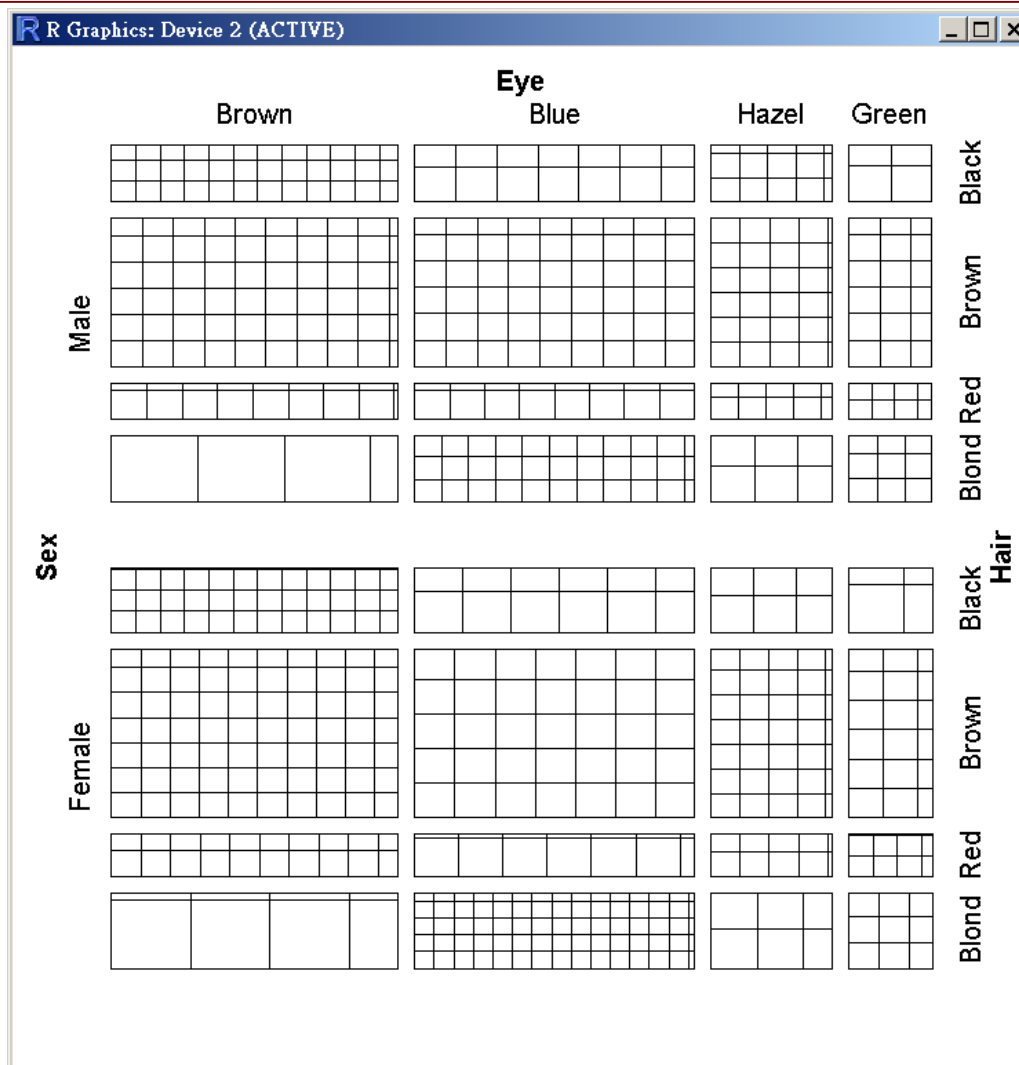 R Graphics: Device 2 (ACTIVE)
Eye
Brown Blue Hazel Green
Sex
Male
Female
Black
Brown
Red
Blond
Black
Brown
Red
Blond
Hair